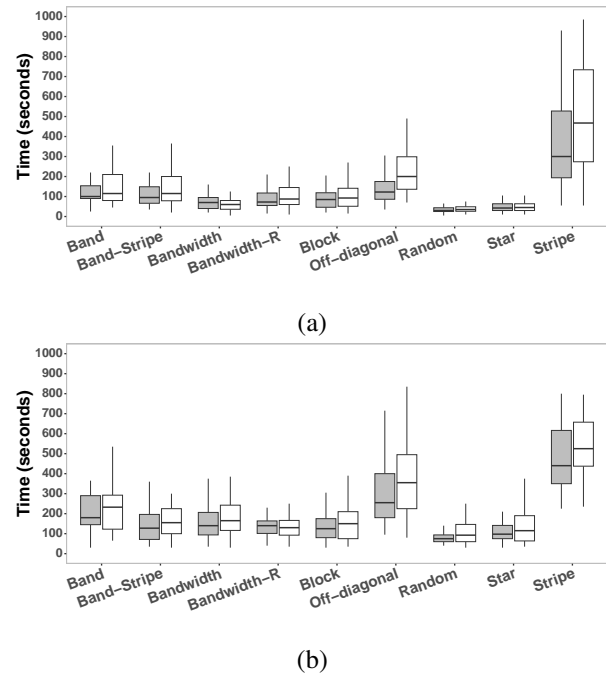 1000
900
800
700
600
500
400
300
200
100
0
Time (seconds)
Band
Band-Stripe
Bandwidth
Bandwidth-R
Block
Off-diagonal
Random
Star
Stripe
(a)
1000
900
800
700
600
500
400
300
200
100
0
Time (seconds)
Band
Band-Stripe
Bandwidth
Bandwidth-R
Block
Off-diagonal
Random
Star
Stripe
(b)